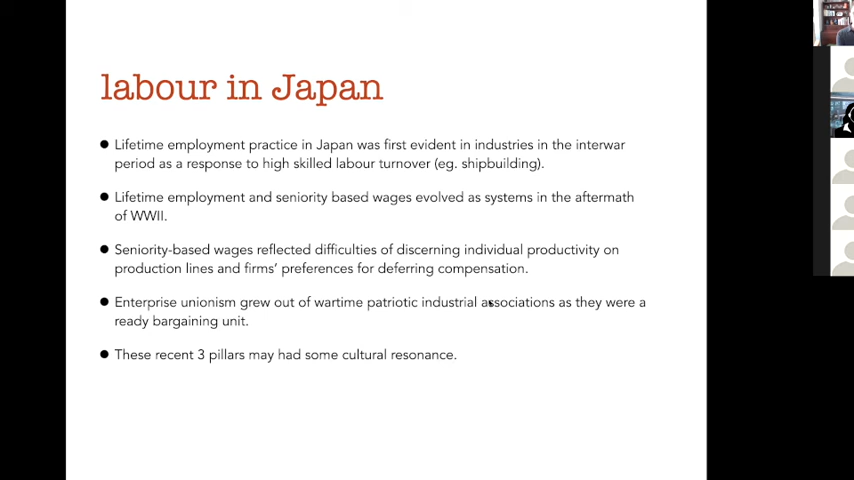 labour in Japan
● Lifetime employment practice in Japan was first evident in industries in the interwar
period as a response to high skilled labour turnover (eg. shipbuilding).
● Lifetime employment and seniority based wages evolved as systems in the aftermath
of WWII.
● Seniority-based wages reflected difficulties of discerning individual productivity on
production lines and firms' preferences for deferring compensation.
● Enterprise unionism grew out of wartime patriotic industrial associations as they were a
ready bargaining unit.
● These recent 3 pillars may had some cultural resonance.